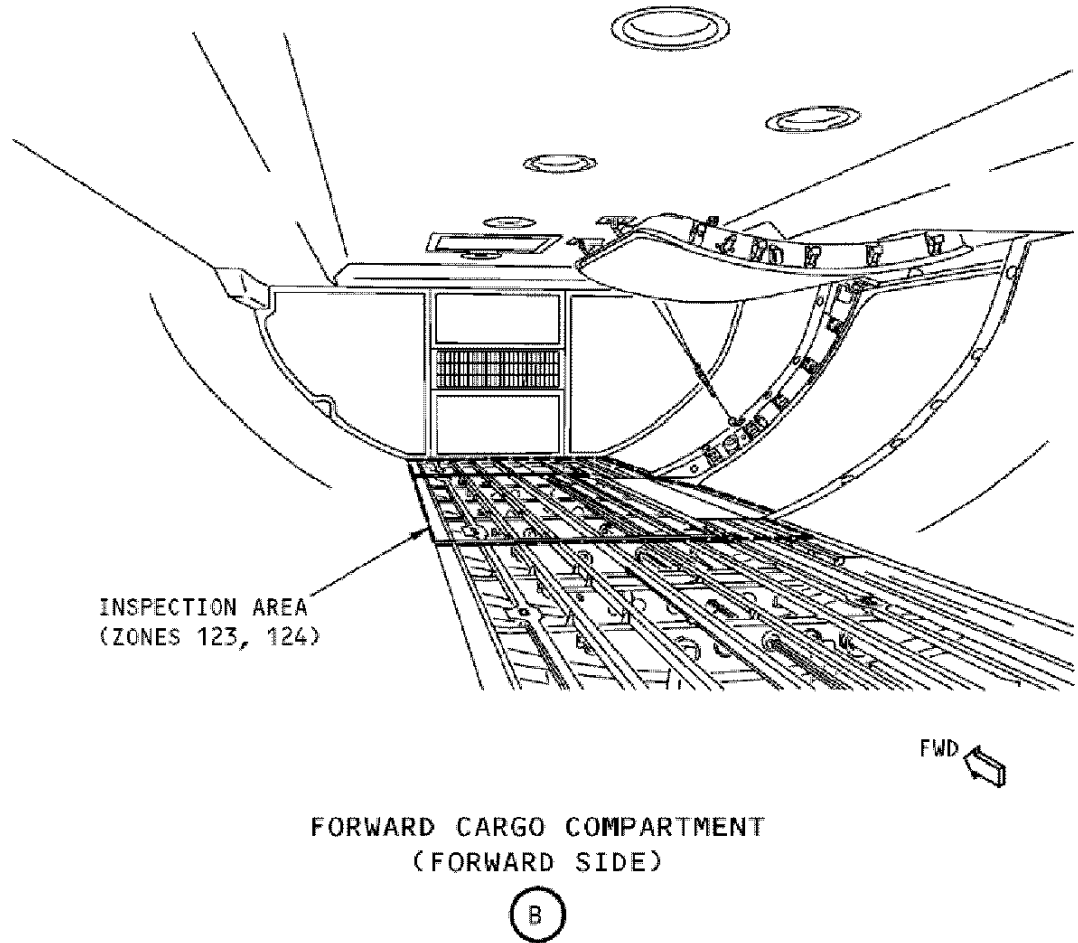 INSPECTION AREA
(ZONES 123, 124)
FWD
FORWARD CARGO COMPARTMENT
(FORWARD SIDE)
B